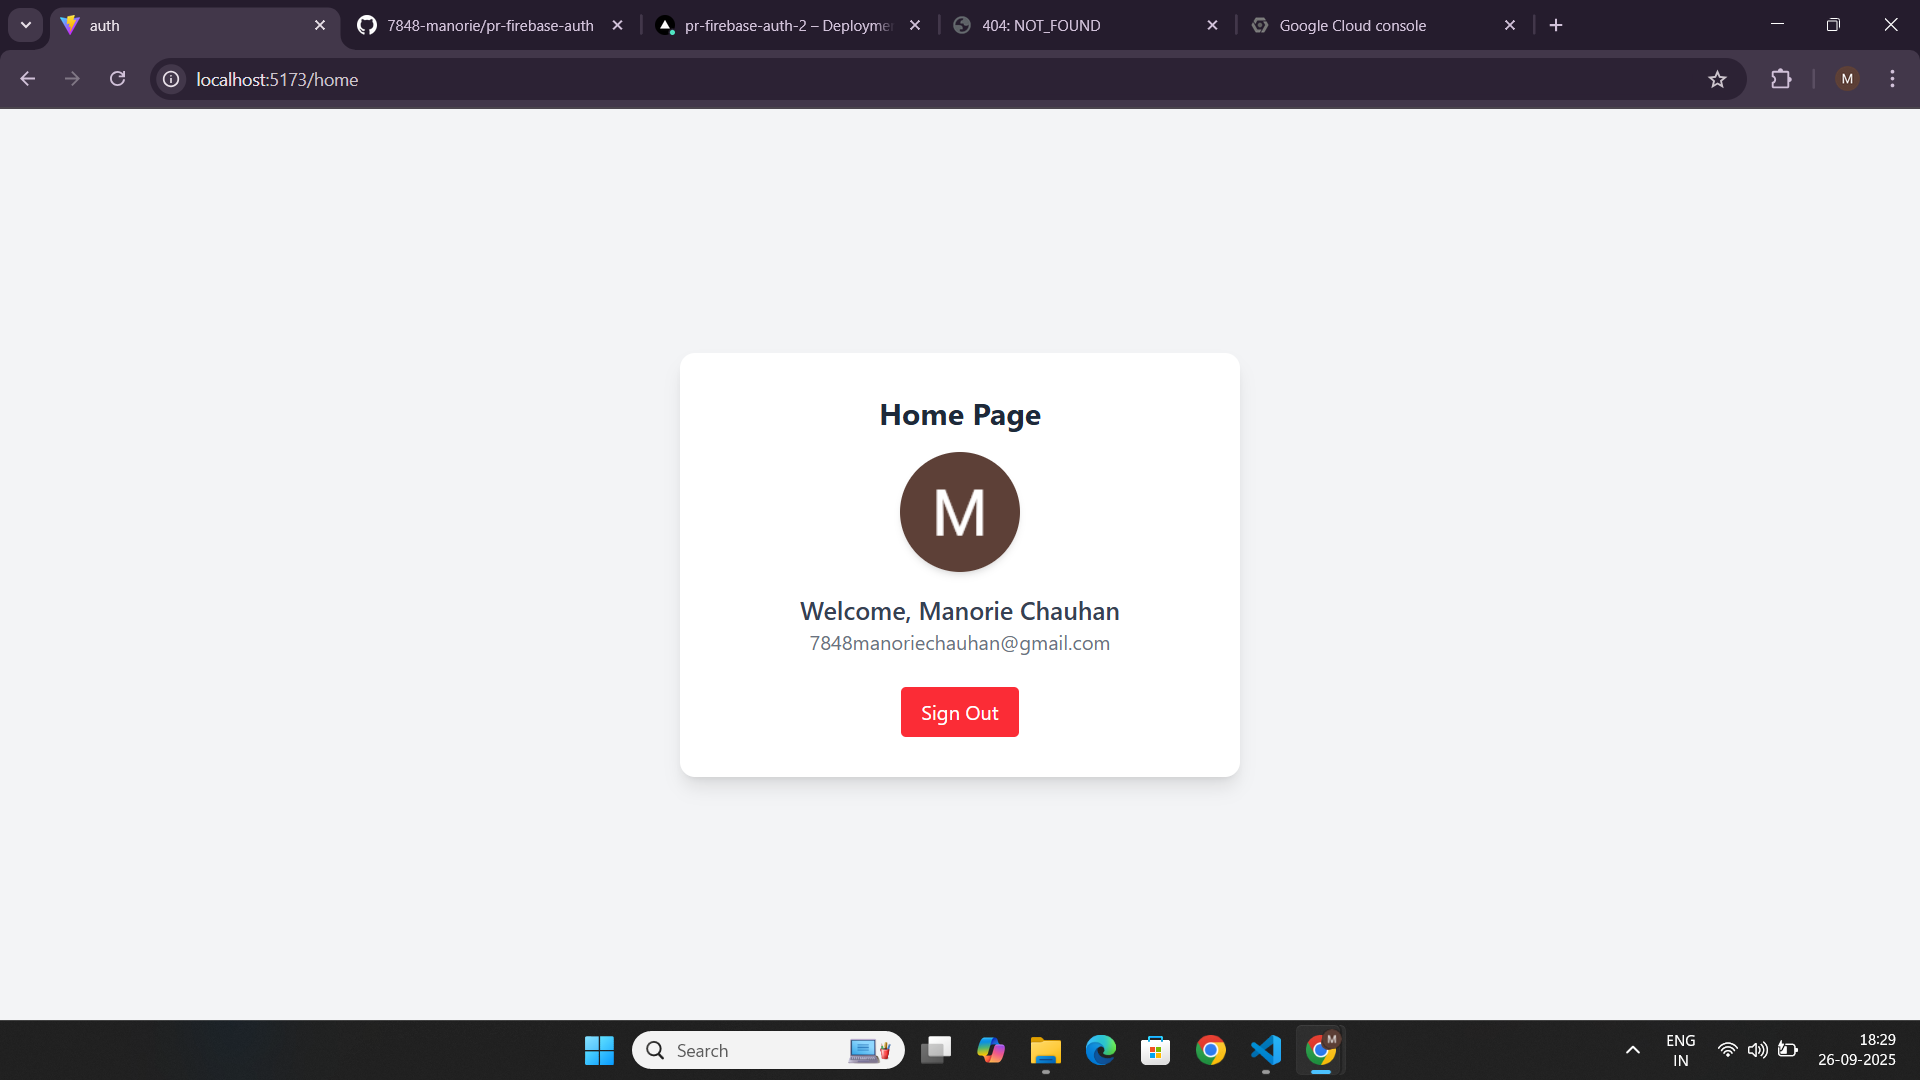 auth
7848-manorie/pr-firebase-auth
pr-firebase-auth-2 – Deployme
404: NOT_FOUND
Google Cloud console
localhost:5173/home
M
Home Page
M
Welcome, Manorie Chauhan
7848manoriechauhan@gmail.com
Sign Out
Search
M
ENG
IN
18:29
26-09-2025